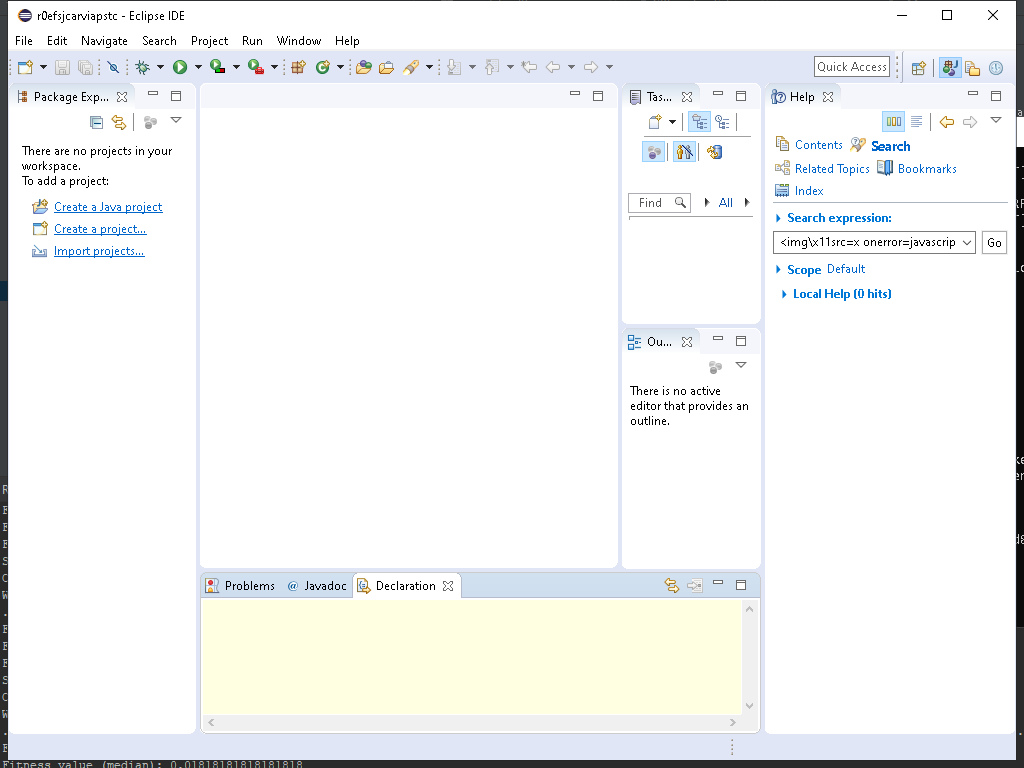 r0efsjcarviapstc - Eclipse IDE
File Edit Navigate Search Project Run Window Help
Quick Access
Package Exp...
There are no projects in your
workspace.
To add a project:
Create a Java project
Create a project...
Import projects...
Tas...
Find
All
Ou...
There is no active
editor that provides an
outline.
Help
Contents
Search
Related Topics
Bookmarks
Index
Search expression:
<img\x11src=x onerror=javascrip
Go
Scope Default
Local Help (0 hits)
Problems
@ Javadoc
Declaration
Fitness value (median): 0.01818181818181818